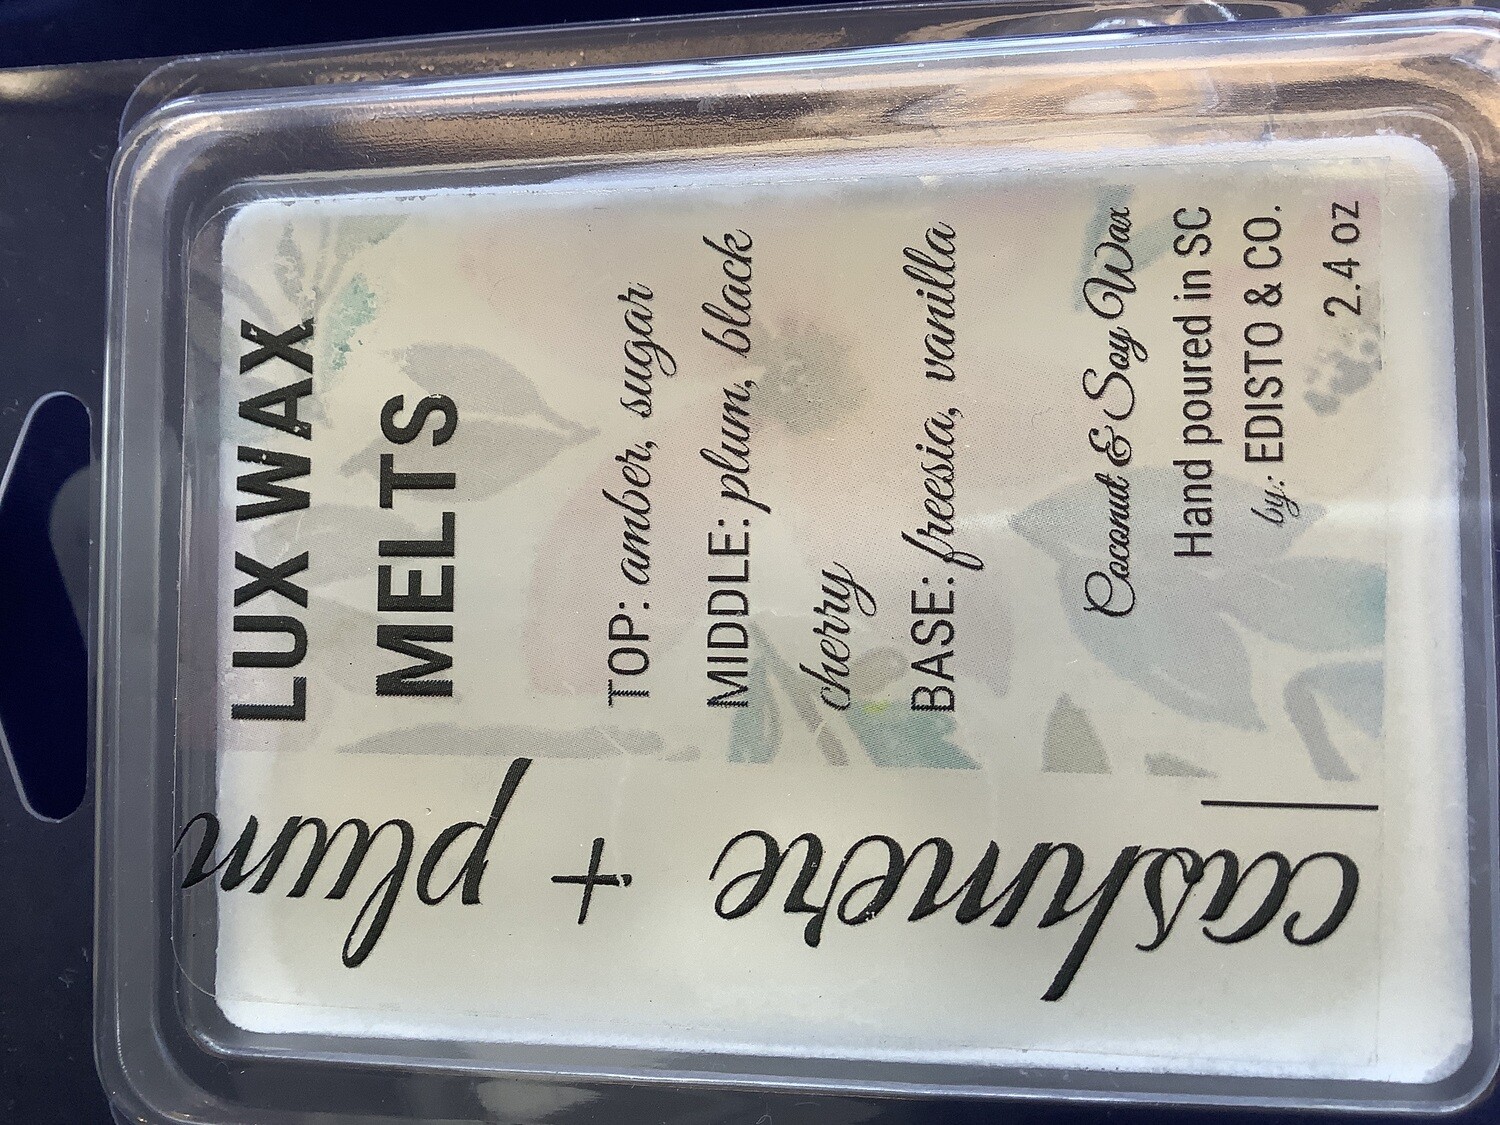 LUX WAX
MELTS
TOP: amber, sugar
MIDDLE: plum, black
cherry
BASE: freesia, vanilla
Coconut & Soy Wax
Hand poured in SC
by: EDISTO & CO.
2.4 oz
cashmere + plum